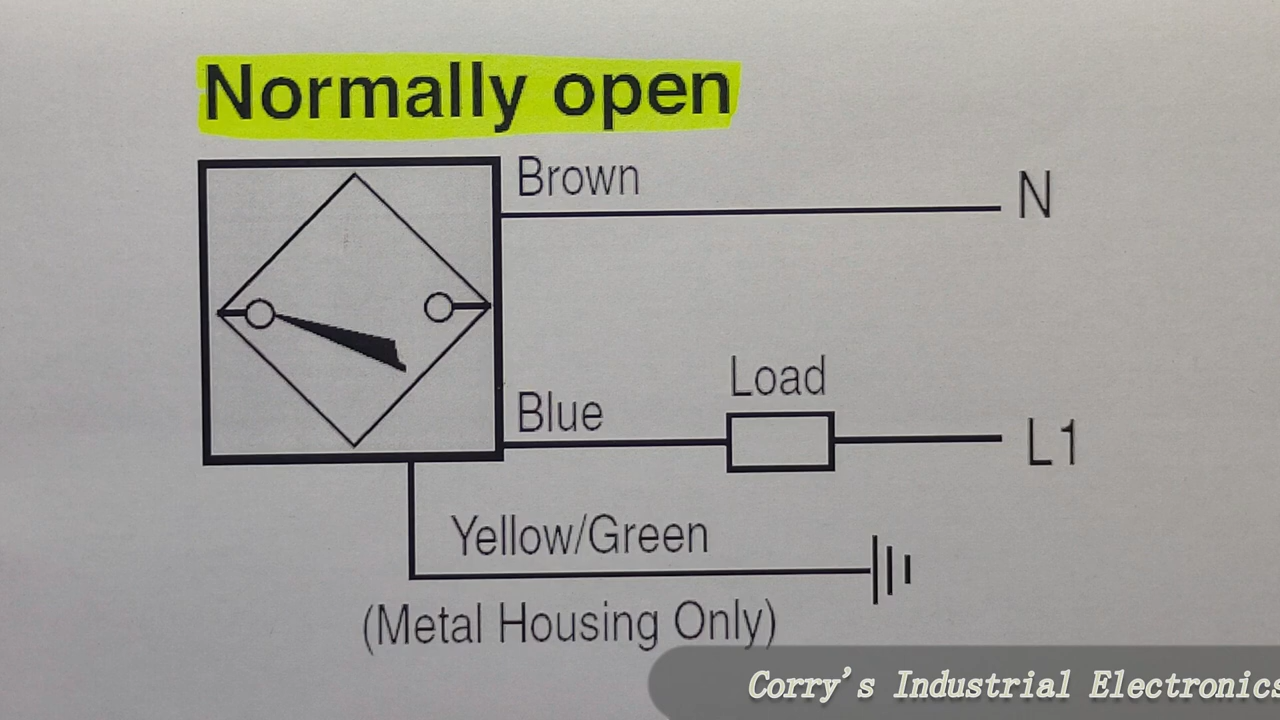 Normally open
Brown
N
Load
Blue
L1
Yellow/Green
(Metal Housing Only)
Corry's Industrial Electronics